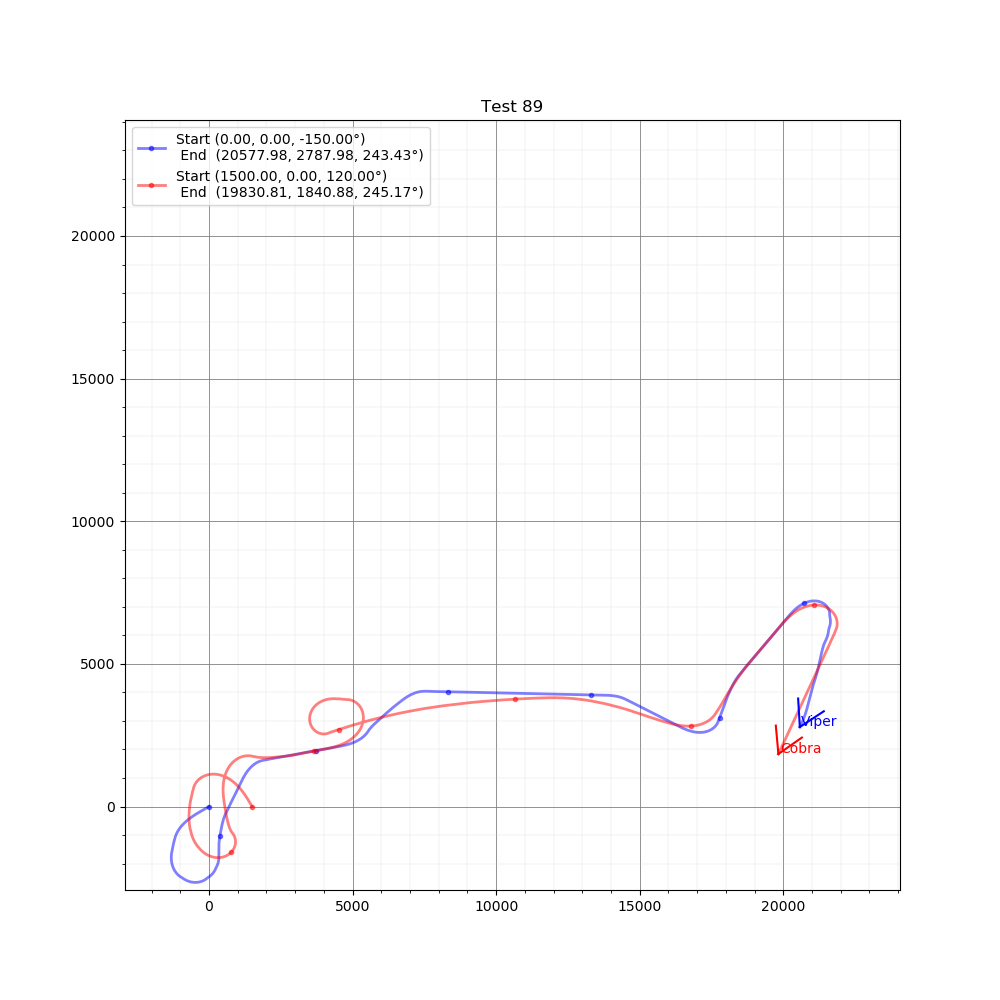 Test 89
Start (0.00, 0.00, -150.00°)
End (20577.98, 2787.98, 243.43°)
Start (1500.00, 0.00, 120.00°)
End (19830.81, 1840.88, 245.17°)
20000
15000
10000
5000
0
Viper
Cobra
0
5000
10000
15000
20000